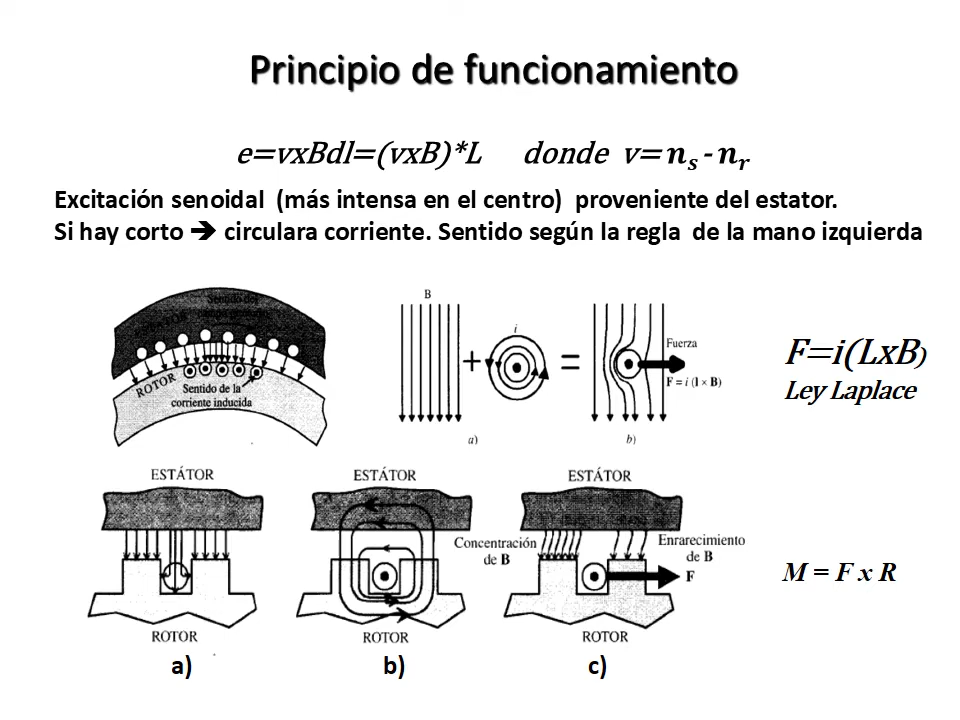 Principio de funcionamiento
e=vxBdl=(vxB)*L donde v=nₛ-nᵣ
Excitación senoidal (más intensa en el centro) proveniente del estator.
Si hay corto ➔ circulara corriente. Sentido según la regla de la mano izquierda
Sentido del
ROTOR
Sentido de la
corriente inducida
B
i
+
=
Fuerza
F = i (l × B)
a)
b)
F=i(LxB)
Ley Laplace
ESTÁTOR
ESTÁTOR
ESTÁTOR
Concentración
de B
Enrarecimiento
de B
F
M = F x R
ROTOR
ROTOR
ROTOR
a)
b)
c)